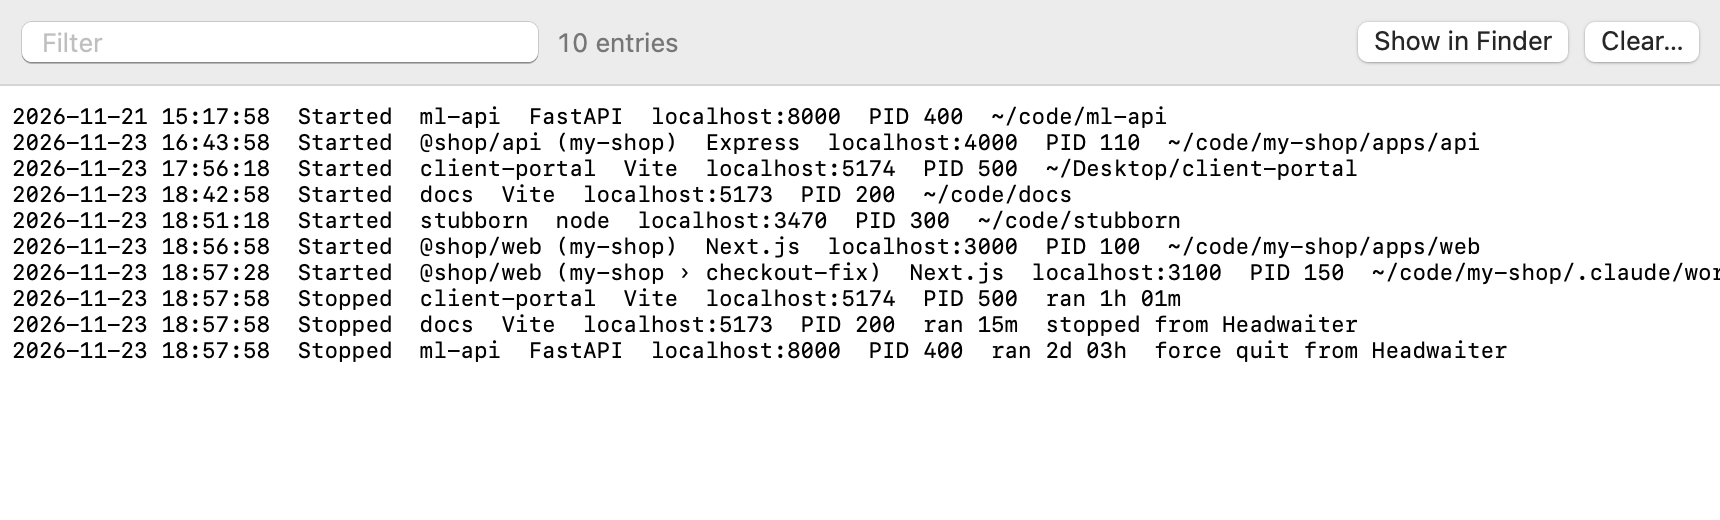 Filter
10 entries
Show in Finder
Clear...
2026-11-21 15:17:58  Started  ml-api  FastAPI  localhost:8000  PID 400  ~/code/ml-api
2026-11-23 16:43:58  Started  @shop/api (my-shop)  Express  localhost:4000  PID 110  ~/code/my-shop/apps/api
2026-11-23 17:56:18  Started  client-portal  Vite  localhost:5174  PID 500  ~/Desktop/client-portal
2026-11-23 18:42:58  Started  docs  Vite  localhost:5173  PID 200  ~/code/docs
2026-11-23 18:51:18  Started  stubborn  node  localhost:3470  PID 300  ~/code/stubborn
2026-11-23 18:56:58  Started  @shop/web (my-shop)  Next.js  localhost:3000  PID 100  ~/code/my-shop/apps/web
2026-11-23 18:57:28  Started  @shop/web (my-shop › checkout-fix)  Next.js  localhost:3100  PID 150  ~/code/my-shop/.claude/wor
2026-11-23 18:57:58  Stopped  client-portal  Vite  localhost:5174  PID 500  ran 1h 01m
2026-11-23 18:57:58  Stopped  docs  Vite  localhost:5173  PID 200  ran 15m  stopped from Headwaiter
2026-11-23 18:57:58  Stopped  ml-api  FastAPI  localhost:8000  PID 400  ran 2d 03h  force quit from Headwaiter